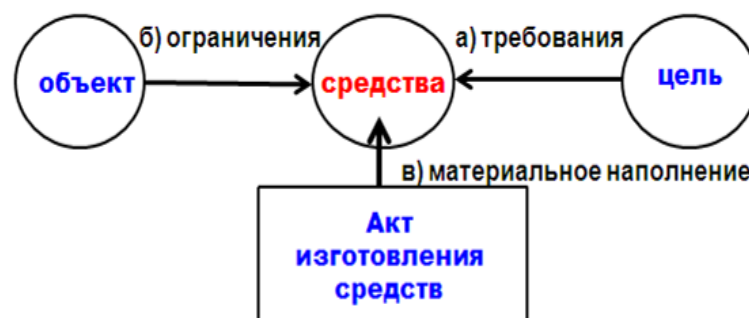 б) ограничения
а) требования
объект
средства
цель
в) материальное наполнение
Акт
изготовления
средств